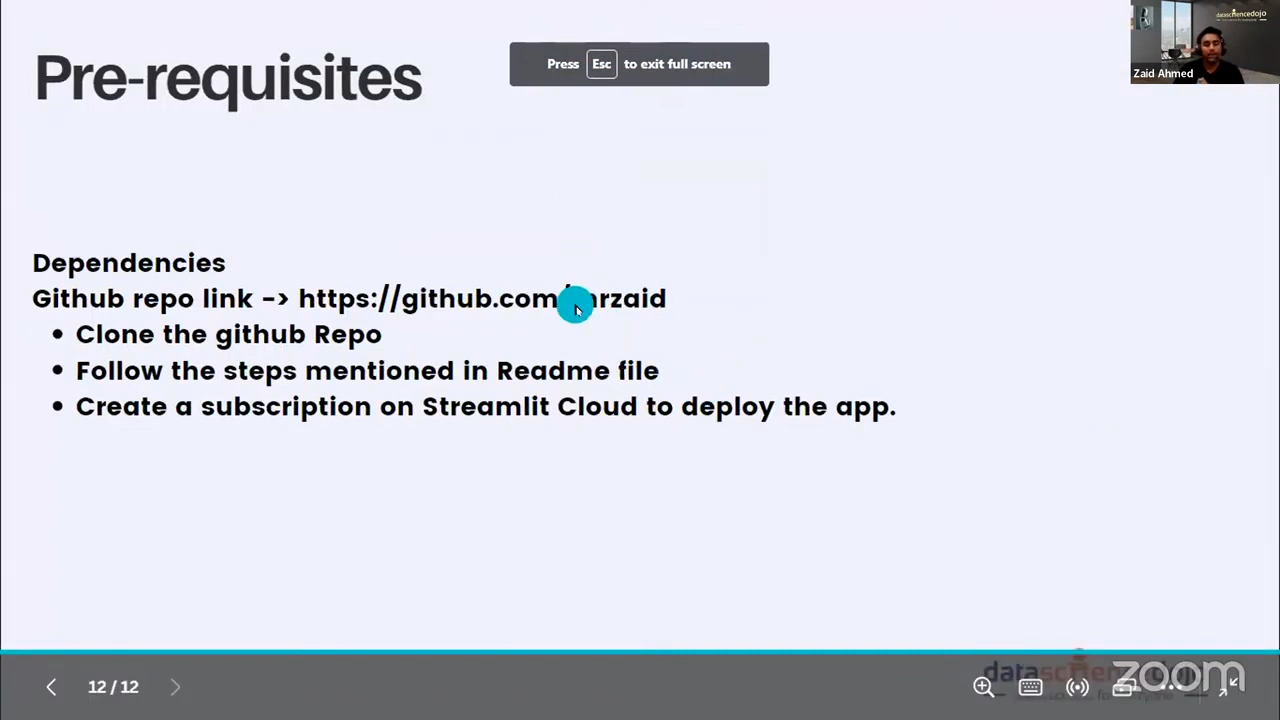 datasciencedojo
Pre-requisites
Press Esc to exit full screen
Zaid Ahmed
Dependencies
Github repo link -> https://github.com/mrzaid
• Clone the github Repo
• Follow the steps mentioned in Readme file
• Create a subscription on Streamlit Cloud to deploy the app.
12 / 12
zoom